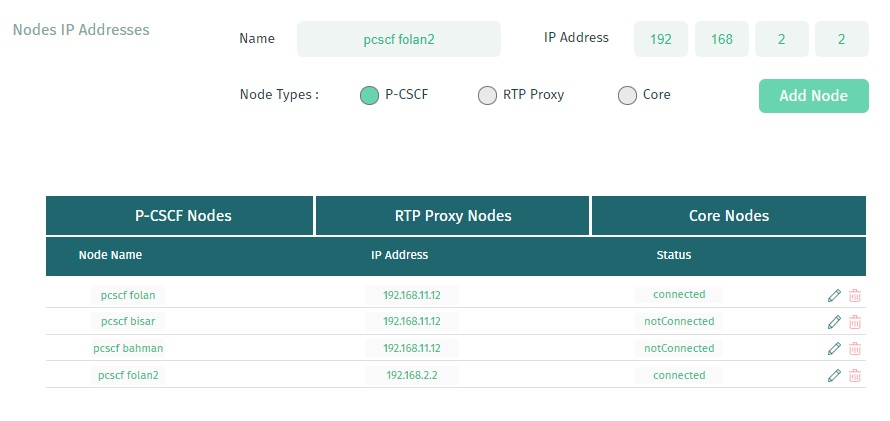 Nodes IP Addresses
Name pcscf folan2 IP Address 192 168 2 2
Node Types : P-CSCF RTP Proxy Core Add Node
P-CSCF Nodes RTP Proxy Nodes Core Nodes
Node Name IP Address Status
pcscf folan 192.168.11.12 connected
pcscf bisar 192.168.11.12 notConnected
pcscf bahman 192.168.11.12 notConnected
pcscf folan2 192.168.2.2 connected